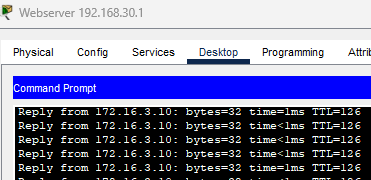 Webserver 192.168.30.1
Physical Config Services Desktop Programming
Command Prompt
Reply from 172.16.3.10: bytes=32 time=1ms TTL=126
Reply from 172.16.3.10: bytes=32 time<1ms TTL=126
Reply from 172.16.3.10: bytes=32 time<1ms TTL=126
Reply from 172.16.3.10: bytes=32 time<1ms TTL=126
Reply from 172.16.3.10: bytes=32 time=1ms TTL=126